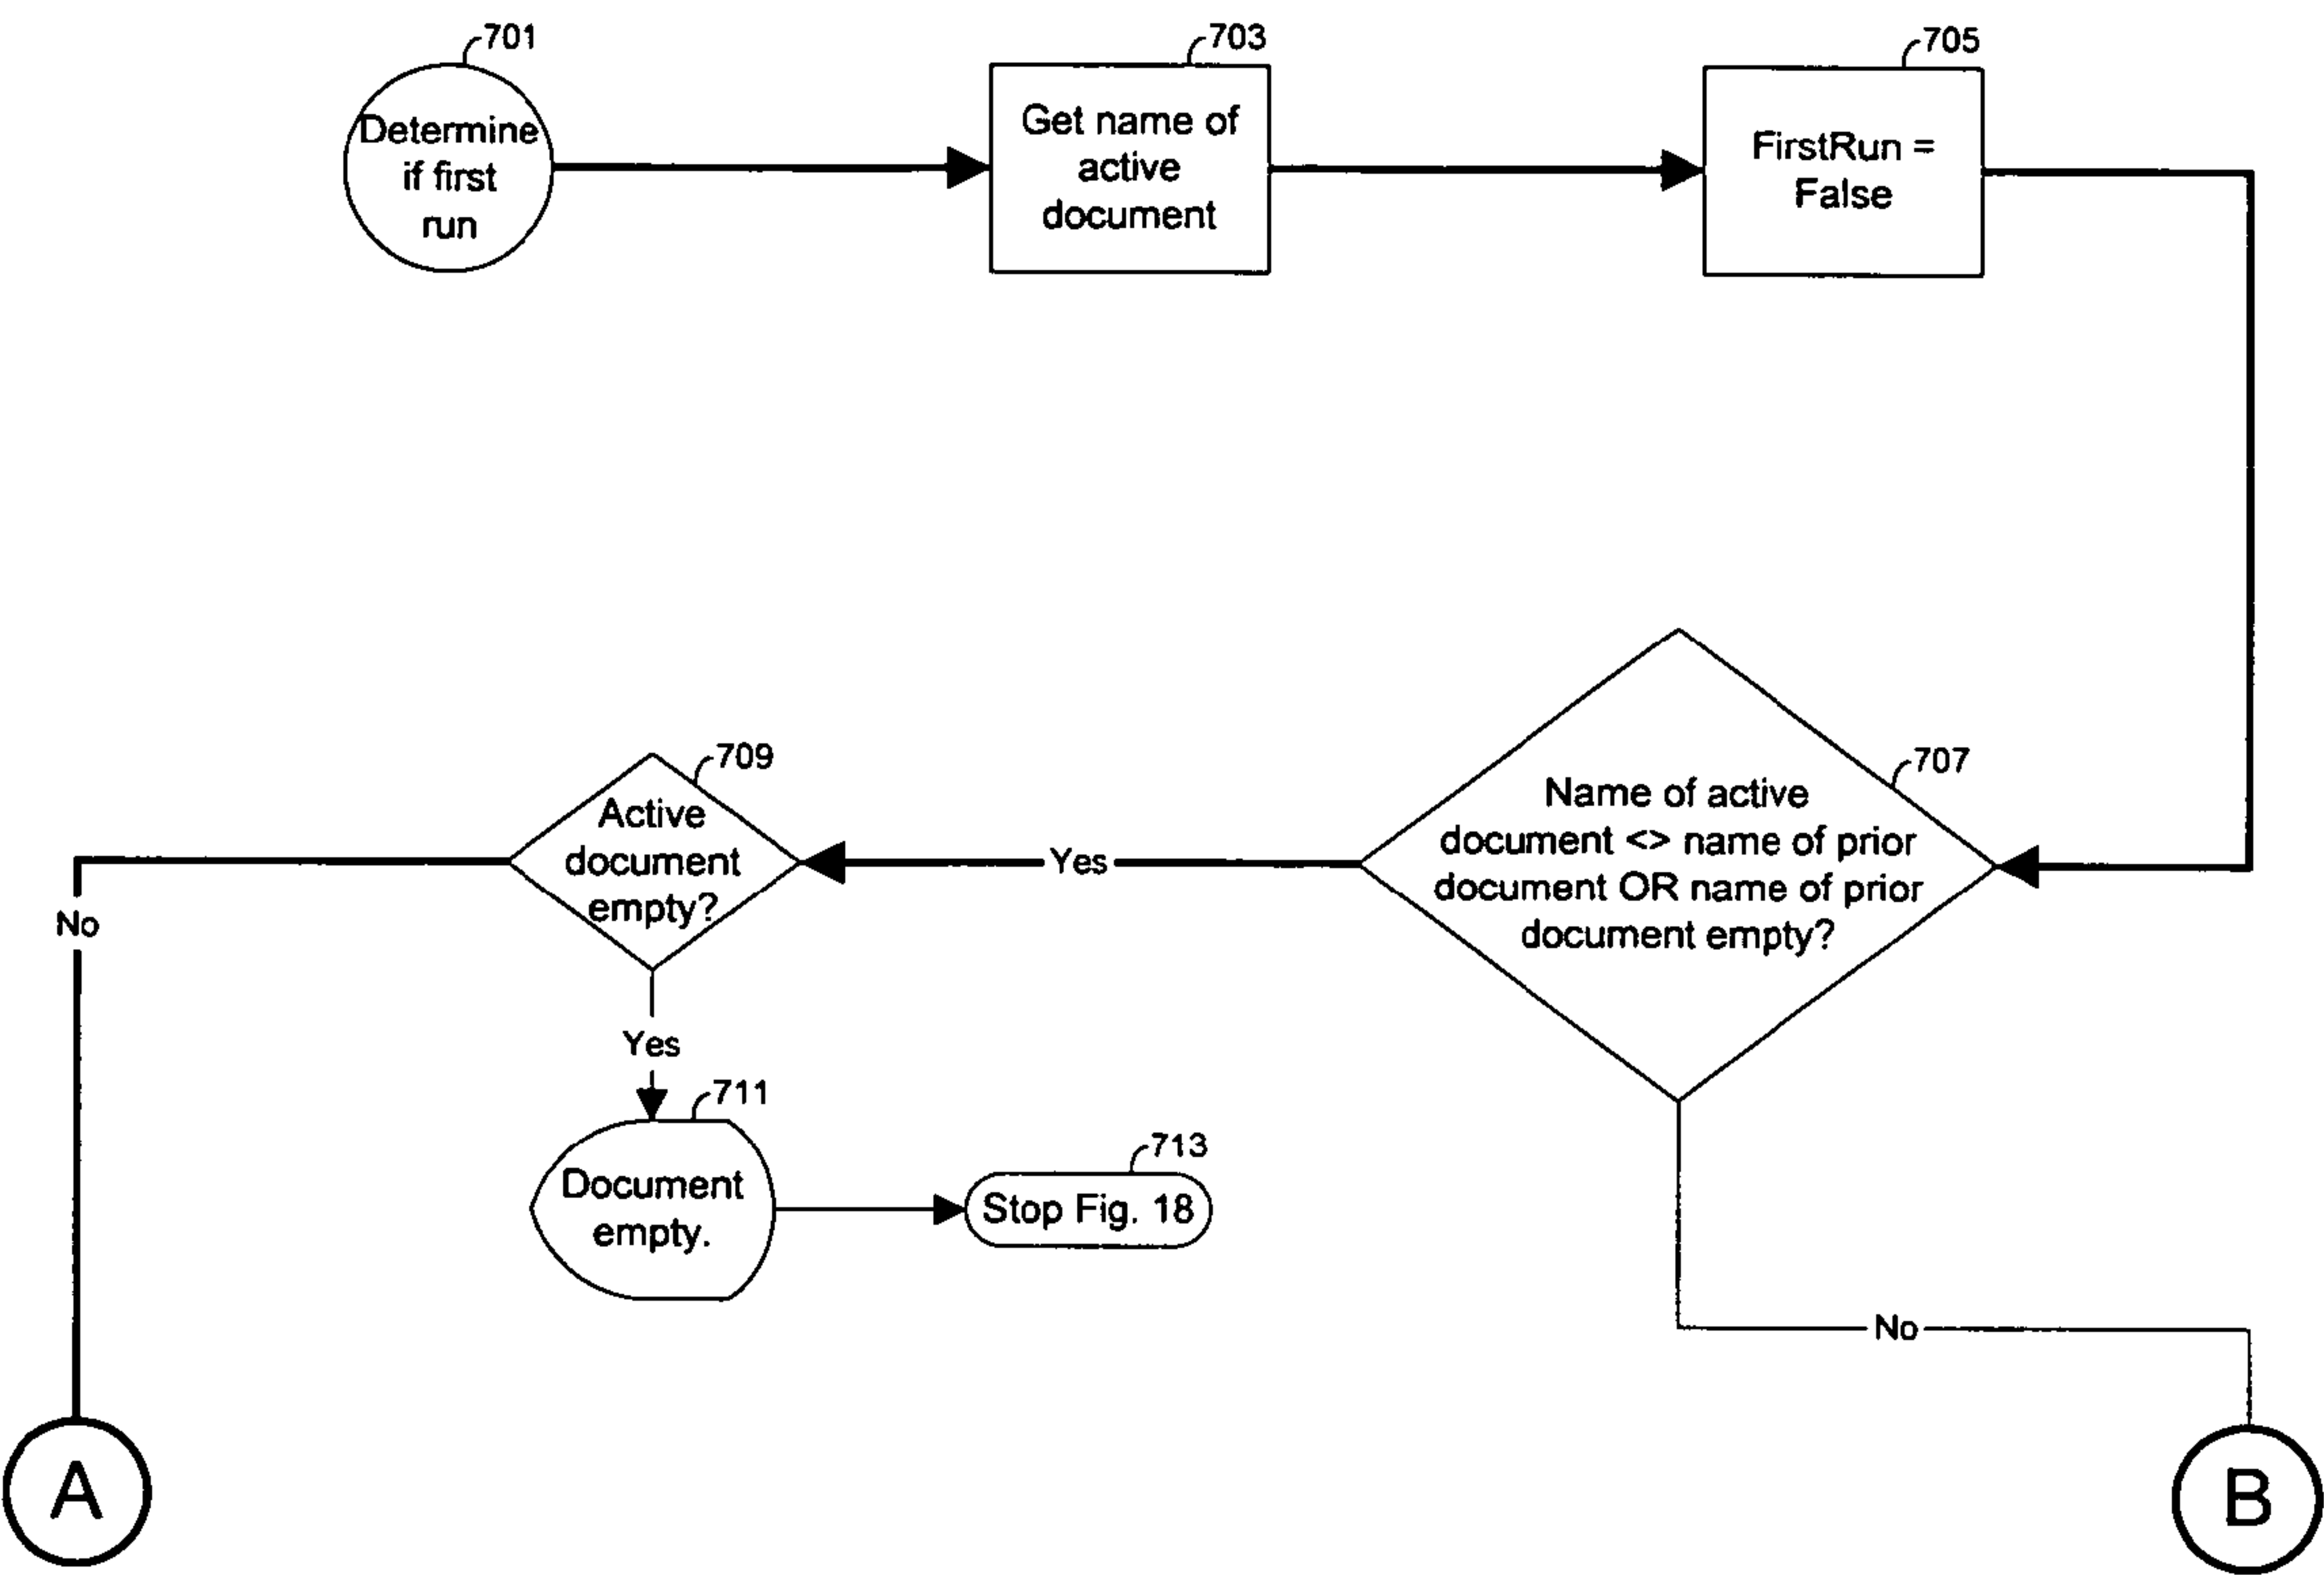 701
Determine
if first
run
703
Get name of
active
document
705
FirstRun =
False
707
Name of active
document <> name of prior
document OR name of prior
document empty?
Yes
709
Active
document
empty?
No
Yes
711
Document
empty.
713
Stop Fig. 18
No
A
B